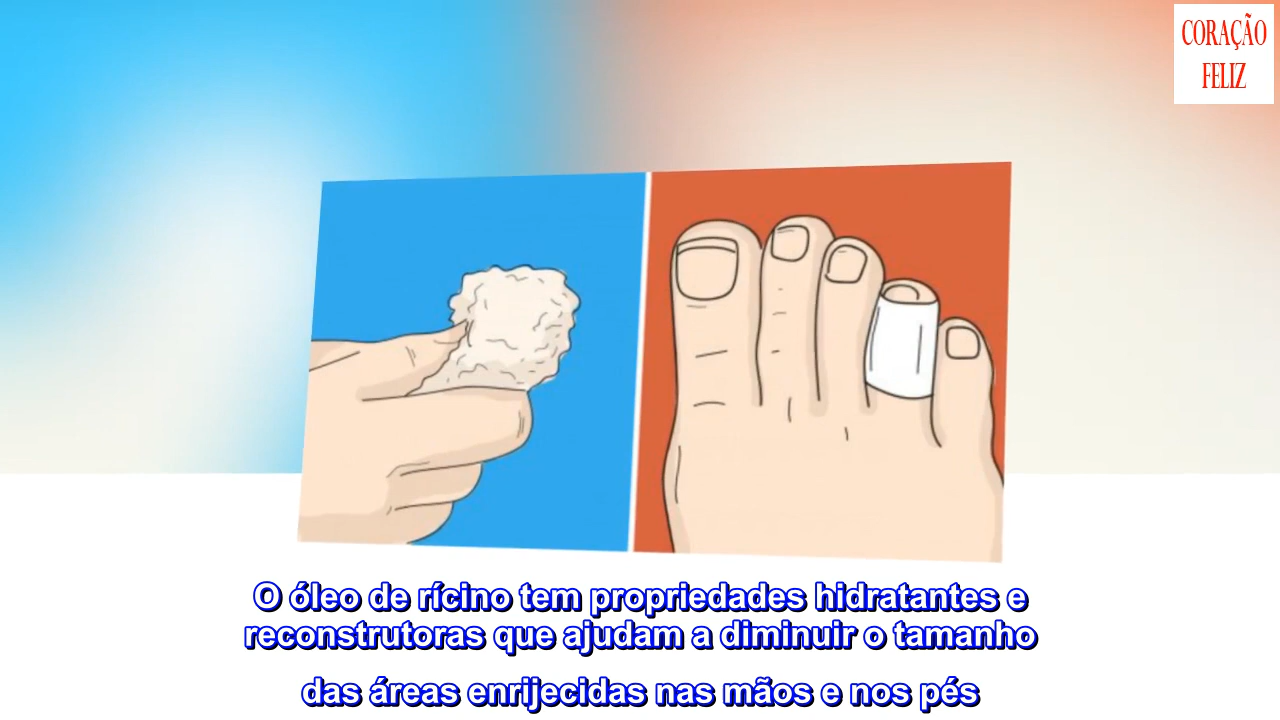 CORAÇÃO
FELIZ
O óleo de rícino tem propriedades hidratantes e
reconstrutoras que ajudam a diminuir o tamanho
das áreas enrijecidas nas mãos e nos pés